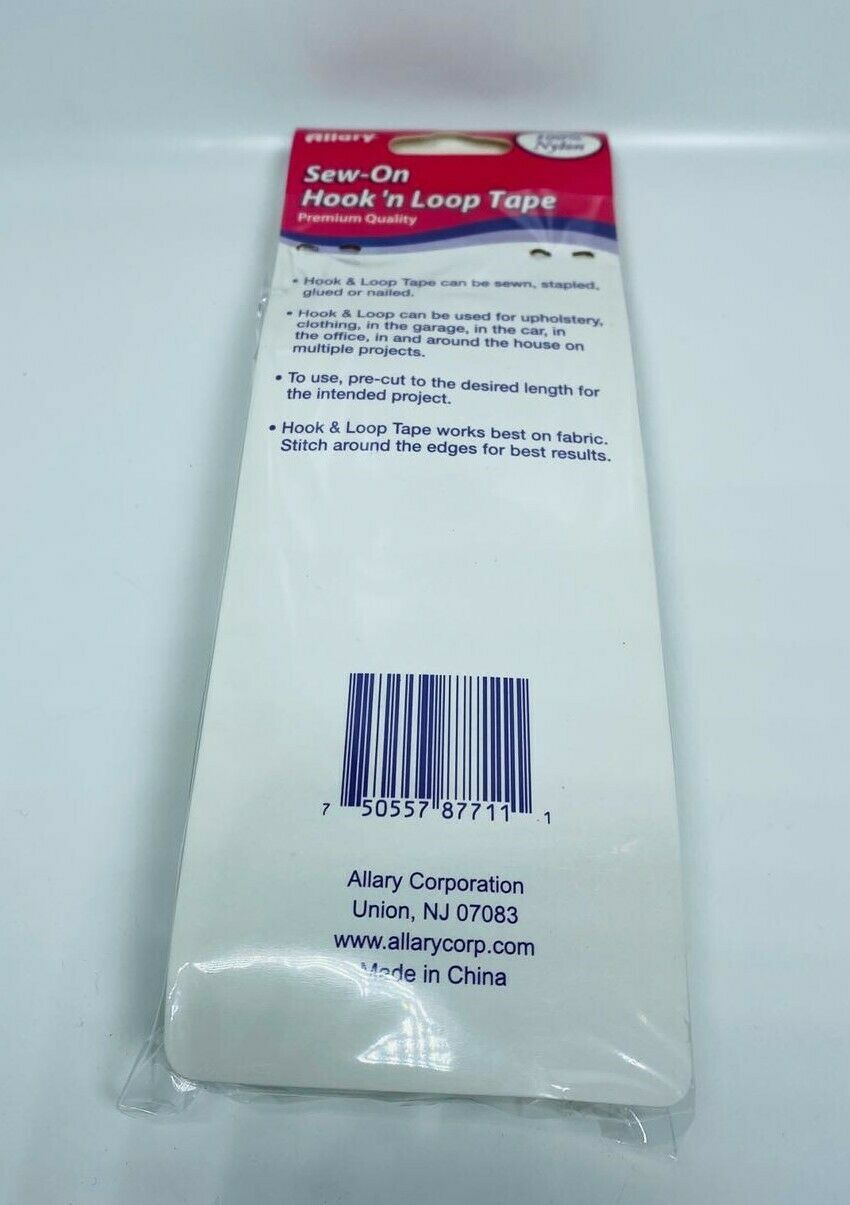 Allary
100%
Nylon
Sew-On
Hook 'n Loop Tape
Premium Quality
• Hook & Loop Tape can be sewn, stapled,
glued or nailed.
• Hook & Loop can be used for upholstery,
clothing, in the garage, in the car, in
the office, in and around the house on
multiple projects.
• To use, pre-cut to the desired length for
the intended project.
• Hook & Loop Tape works best on fabric.
Stitch around the edges for best results.
7 50557 87711 1
Allary Corporation
Union, NJ 07083
www.allarycorp.com
Made in China